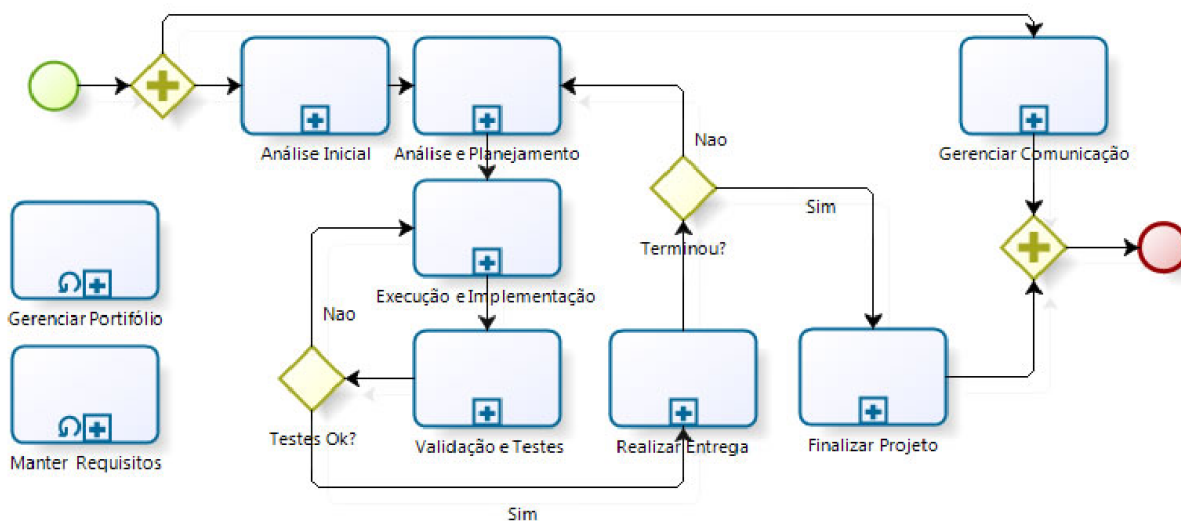 Nao
Análise Inicial
Análise e Planejamento
Gerenciar Comunicação
Sim
Terminou?
Execução e Implementação
Gerenciar Portifólio
Nao
Testes Ok?
Validação e Testes
Realizar Entrega
Finalizar Projeto
Manter Requisitos
Sim